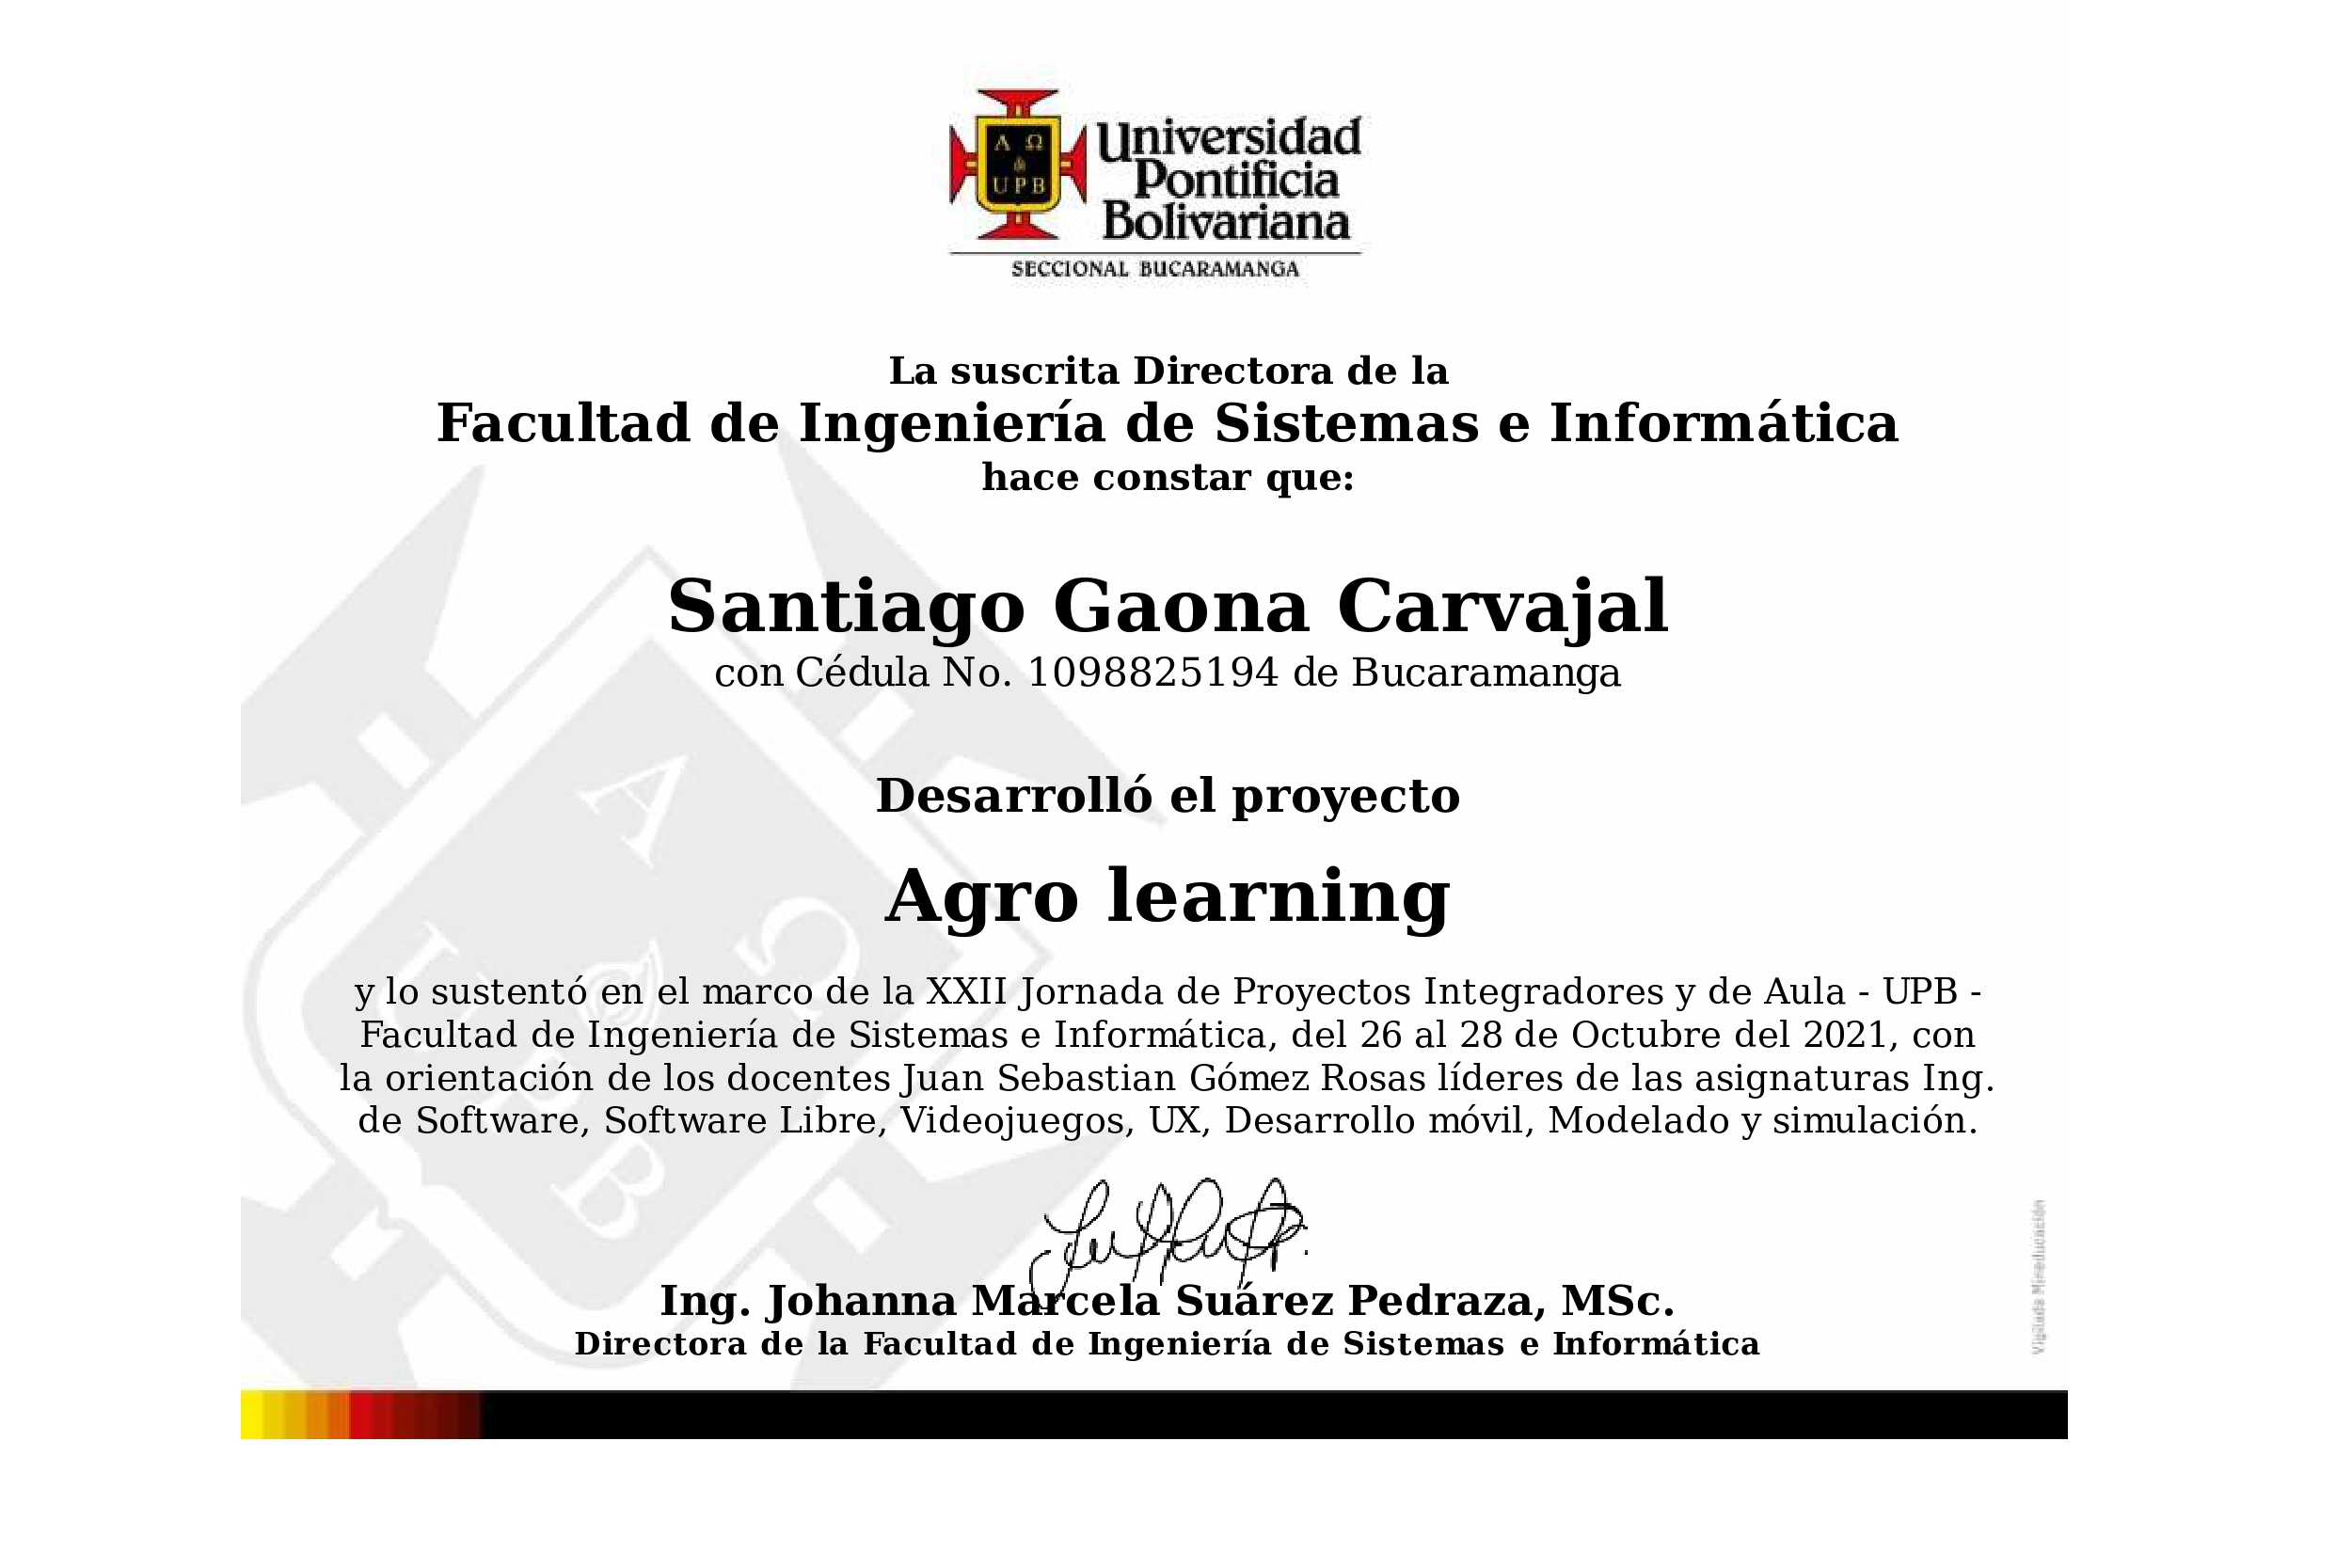 Α Ω
UPB
Universidad
Pontificia
Bolivariana
SECCIONAL BUCARAMANGA
La suscrita Directora de la
Facultad de Ingeniería de Sistemas e Informática
hace constar que:
Santiago Gaona Carvajal
con Cédula No. 1098825194 de Bucaramanga
Desarrolló el proyecto
Agro learning
y lo sustentó en el marco de la XXII Jornada de Proyectos Integradores y de Aula - UPB -
Facultad de Ingeniería de Sistemas e Informática, del 26 al 28 de Octubre del 2021, con
la orientación de los docentes Juan Sebastian Gómez Rosas líderes de las asignaturas Ing.
de Software, Software Libre, Videojuegos, UX, Desarrollo móvil, Modelado y simulación.
Ing. Johanna Marcela Suárez Pedraza, MSc.
Directora de la Facultad de Ingeniería de Sistemas e Informática
Vigilada Mineducación
Α Ω
UPB